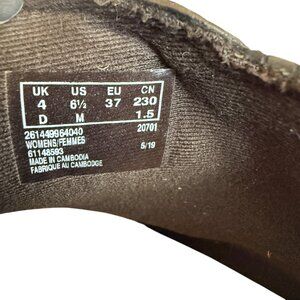 UK US EU CN
4 6½ 37 230
D M 1.5
261449964040 20701
WOMENS/FEMMES
61148593 5/19
MADE IN CAMBODIA
FABRIQUE AU CAMBODGE